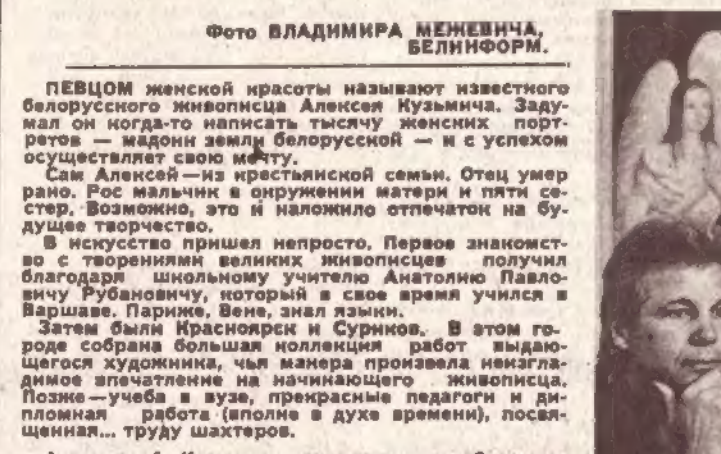 Фото ВЛАДИМИРА МЕЖЕВИЧА,
БЕЛИНФОРМ.
ПЕВЦОМ женской красоты называют известного
белорусского живописца Алексея Кузьмича. Заду-
мал он когда-то написать тысячу женских порт-
ретов — мадонн земли белорусской — и с успехом
осуществляет свою мечту.
Сам Алексей—из крестьянской семьи. Отец умер
рано. Рос мальчик в окружении матери и пяти се-
стер. Возможно, это и наложило отпечаток на бу-
дущее творчество.
В искусство пришел непросто. Первое знакомст-
во с творениями великих живописцев получил
благодаря школьному учителю Анатолию Павло-
вичу Рубановичу, который в свое время учился в
Варшаве, Париже, Вене, знал языки.
Затем были Красноярск и Суриков. В этом го-
роде собрана большая коллекция работ выдаю-
щегося художника, чья манера произвела неизгла-
димое впечатление на начинающего живописца.
Позже—учеба в вузе, прекрасные педагоги и ди-
пломная работа (вполне в духе времени), посвя-
щенная... труду шахтеров.